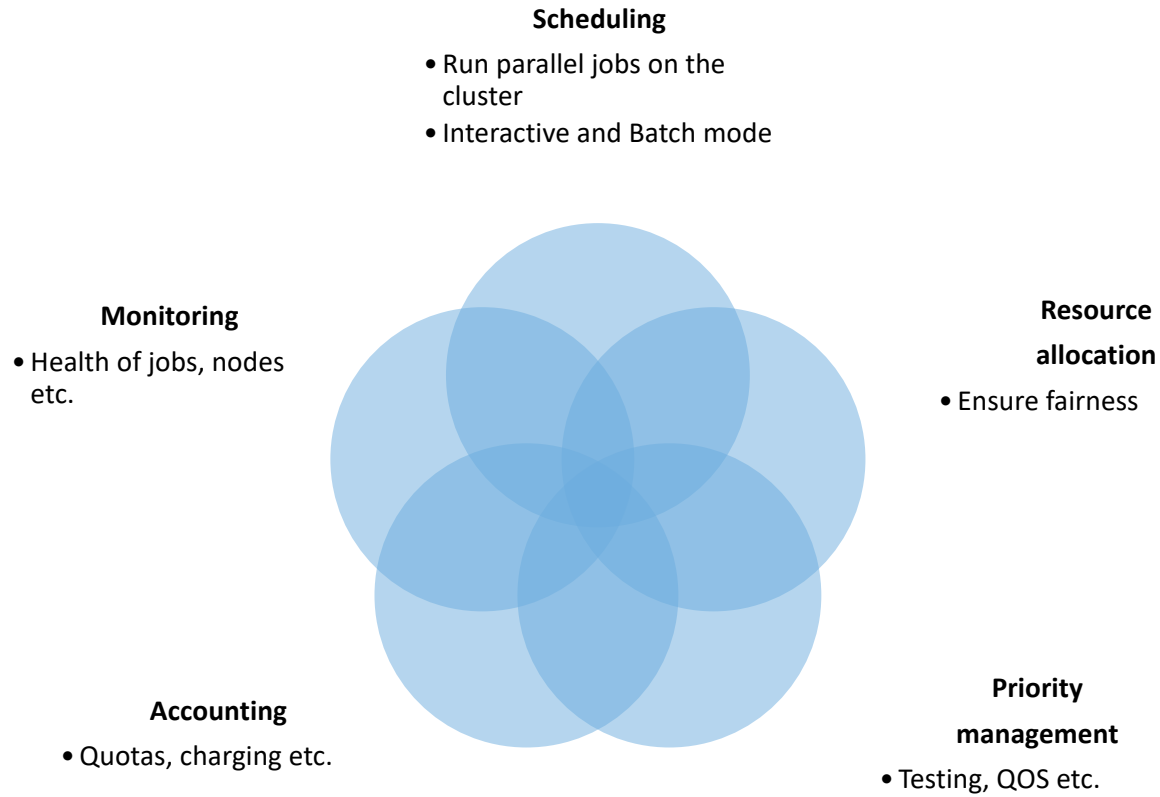 Scheduling
• Run parallel jobs on the
cluster
• Interactive and Batch mode
Monitoring
• Health of jobs, nodes
etc.
Resource
allocation
• Ensure fairness
Accounting
• Quotas, charging etc.
Priority
management
• Testing, QOS etc.